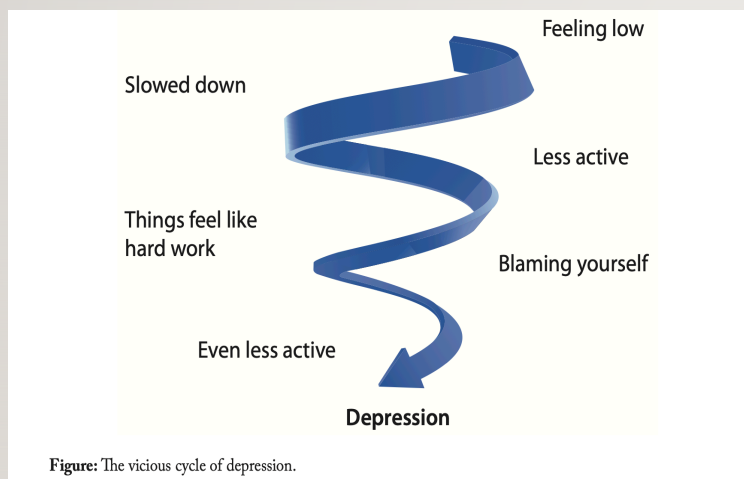 Feeling low
Slowed down
Less active
Things feel like
hard work
Blaming yourself
Even less active
Depression
Figure: The vicious cycle of depression.